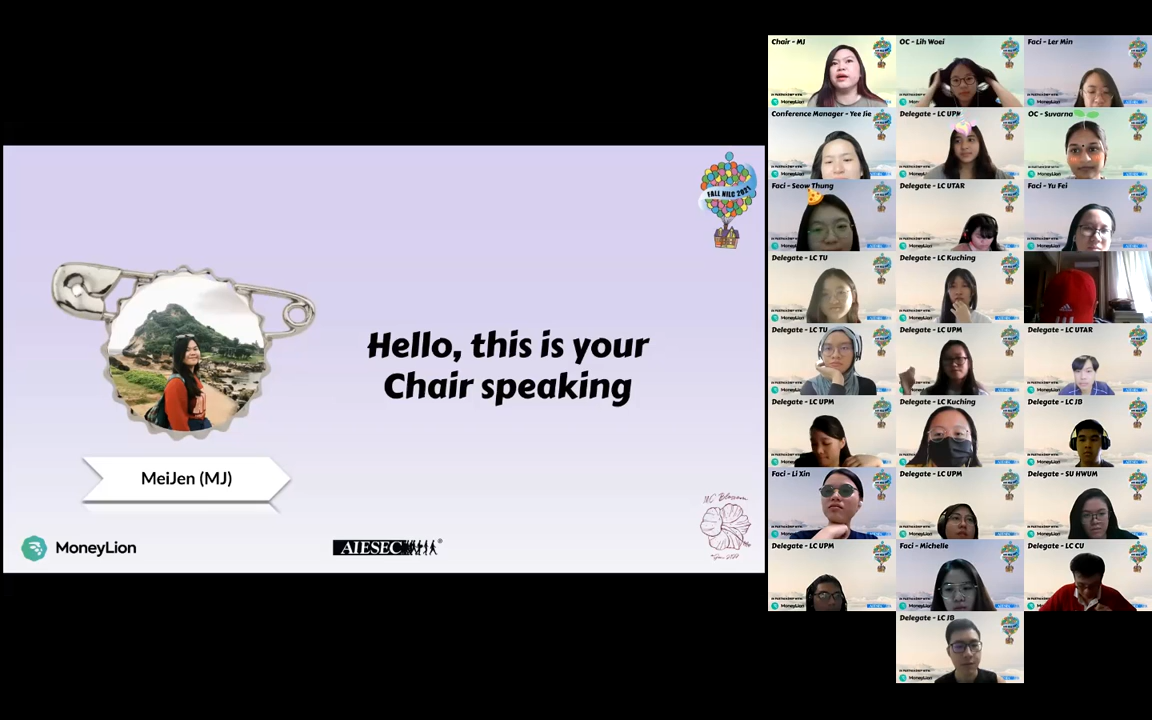 FALL NILC 2021
Hello, this is your
Chair speaking
MeiJen (MJ)
MoneyLion
AIESEC
MC Blossom
Chair - MJ
OC - Lih Woei
Faci - Ler Min
Conference Manager - Yee Jie
Delegate - LC UPM
OC - Suvarna
Faci - Seow Thung
Delegate - LC UTAR
Faci - Yu Fei
Delegate - LC TU
Delegate - LC Kuching
Delegate - LC TU
Delegate - LC UPM
Delegate - LC UTAR
Delegate - LC UPM
Delegate - LC Kuching
Delegate - LC JB
Faci - Li Xin
Delegate - LC UPM
Delegate - SU HWUM
Delegate - LC UPM
Faci - Michelle
Delegate - LC CU
Delegate - LC JB